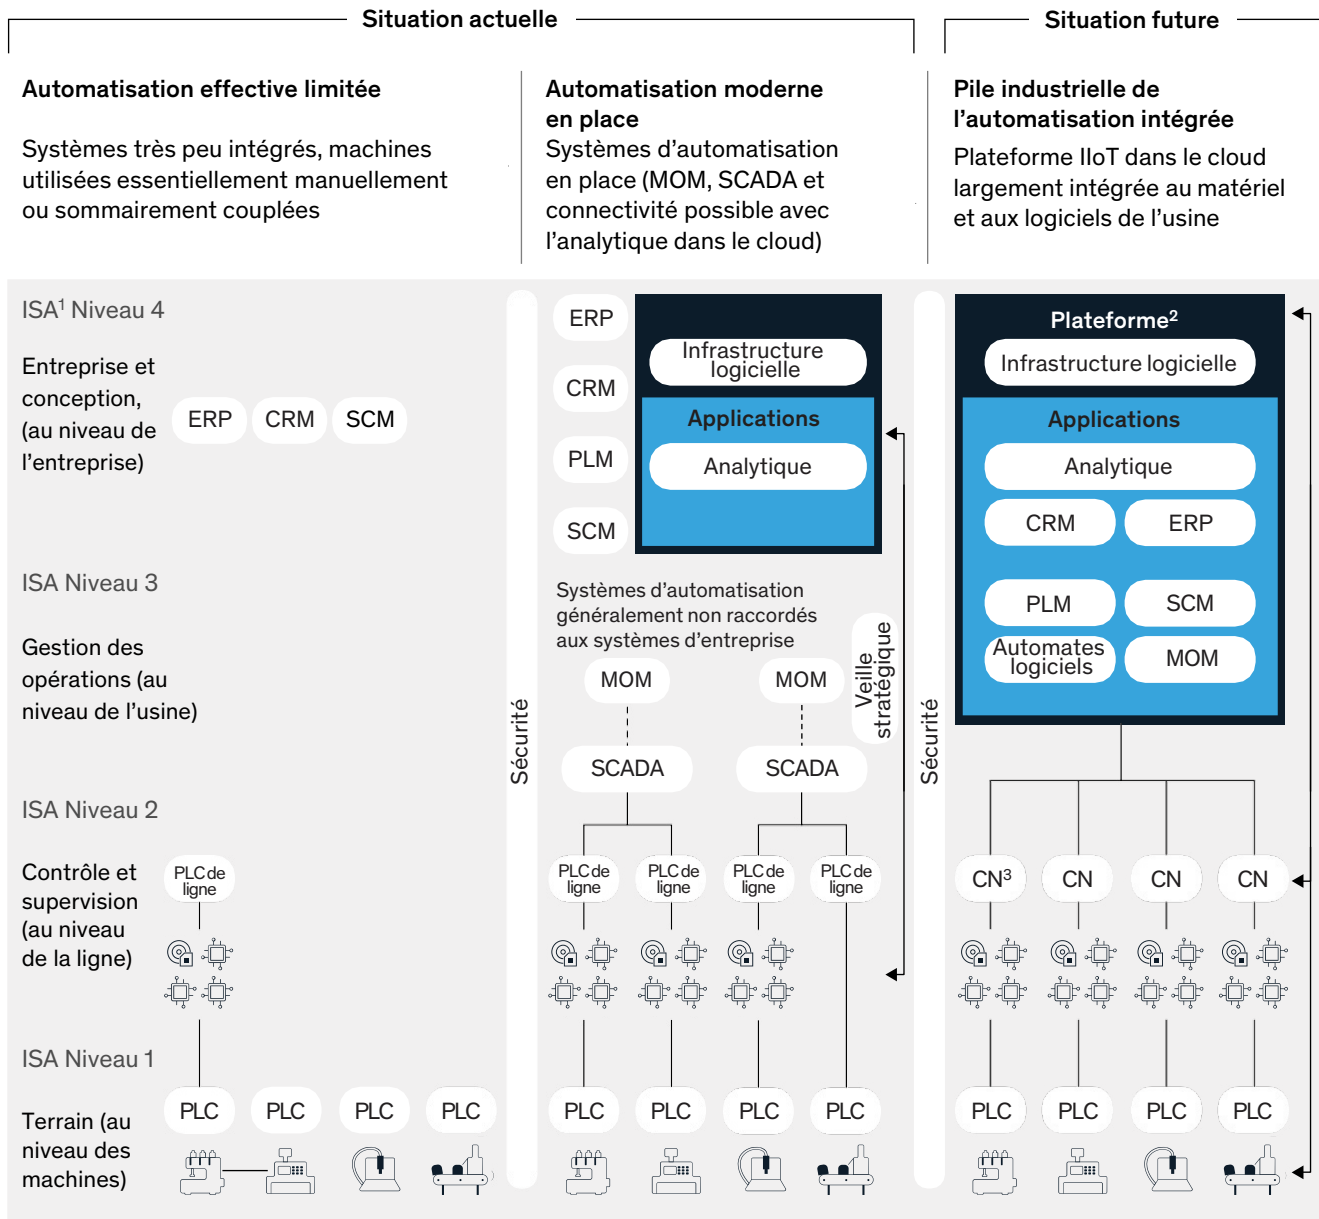 Situation actuelle
Situation future
Automatisation effective limitée
Systèmes très peu intégrés, machines
utilisées essentiellement manuellement
ou sommairement couplées
Automatisation moderne
en place
Systèmes d’automatisation
en place (MOM, SCADA et
connectivité possible avec
l’analytique dans le cloud)
Pile industrielle de
l’automatisation intégrée
Plateforme IIoT dans le cloud
largement intégrée au matériel
et aux logiciels de l’usine
ISA¹ Niveau 4
Entreprise et
conception,
(au niveau de
l’entreprise)
ERP
CRM
SCM
ISA Niveau 3
Gestion des
opérations (au
niveau de l’usine)
ISA Niveau 2
Contrôle et
supervision
(au niveau
de la ligne)
PLC de
ligne
ISA Niveau 1
Terrain (au
niveau des
machines)
PLC
PLC
PLC
PLC
Sécurité
ERP
CRM
PLM
SCM
Infrastructure
logicielle
Applications
Analytique
Systèmes d’automatisation
généralement non raccordés
aux systèmes d’entreprise
Veille
stratégique
MOM
MOM
SCADA
SCADA
PLC de
ligne
PLC de
ligne
PLC de
ligne
PLC de
ligne
PLC
PLC
PLC
PLC
Sécurité
Plateforme²
Infrastructure logicielle
Applications
Analytique
CRM
ERP
PLM
SCM
Automates
logiciels
MOM
CN³
CN
CN
CN
PLC
PLC
PLC
PLC